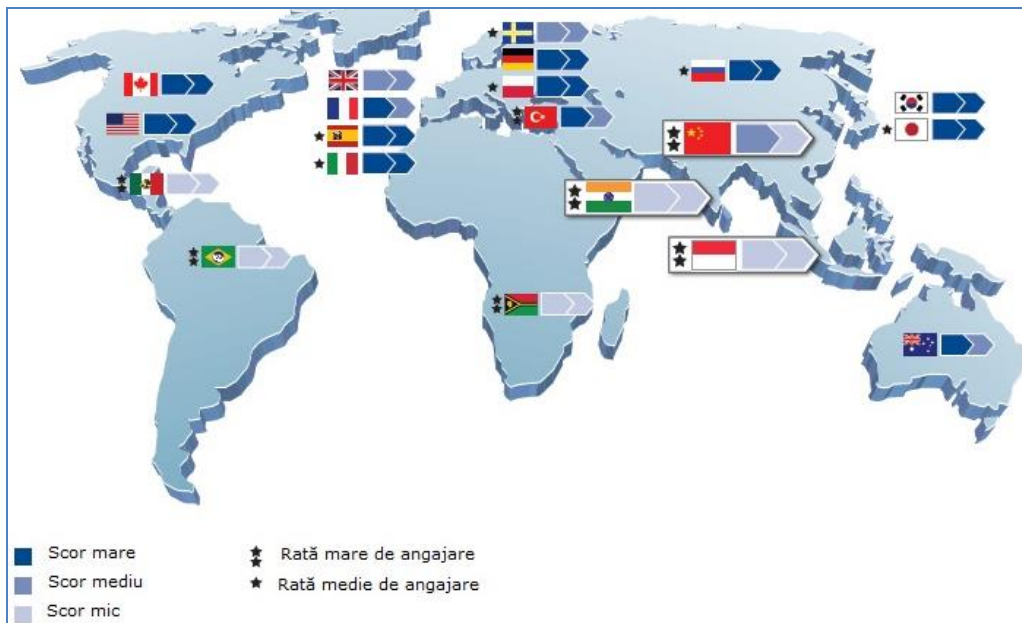 Scor mare
Rată mare de angajare
Scor mediu
Rată medie de angajare
Scor mic